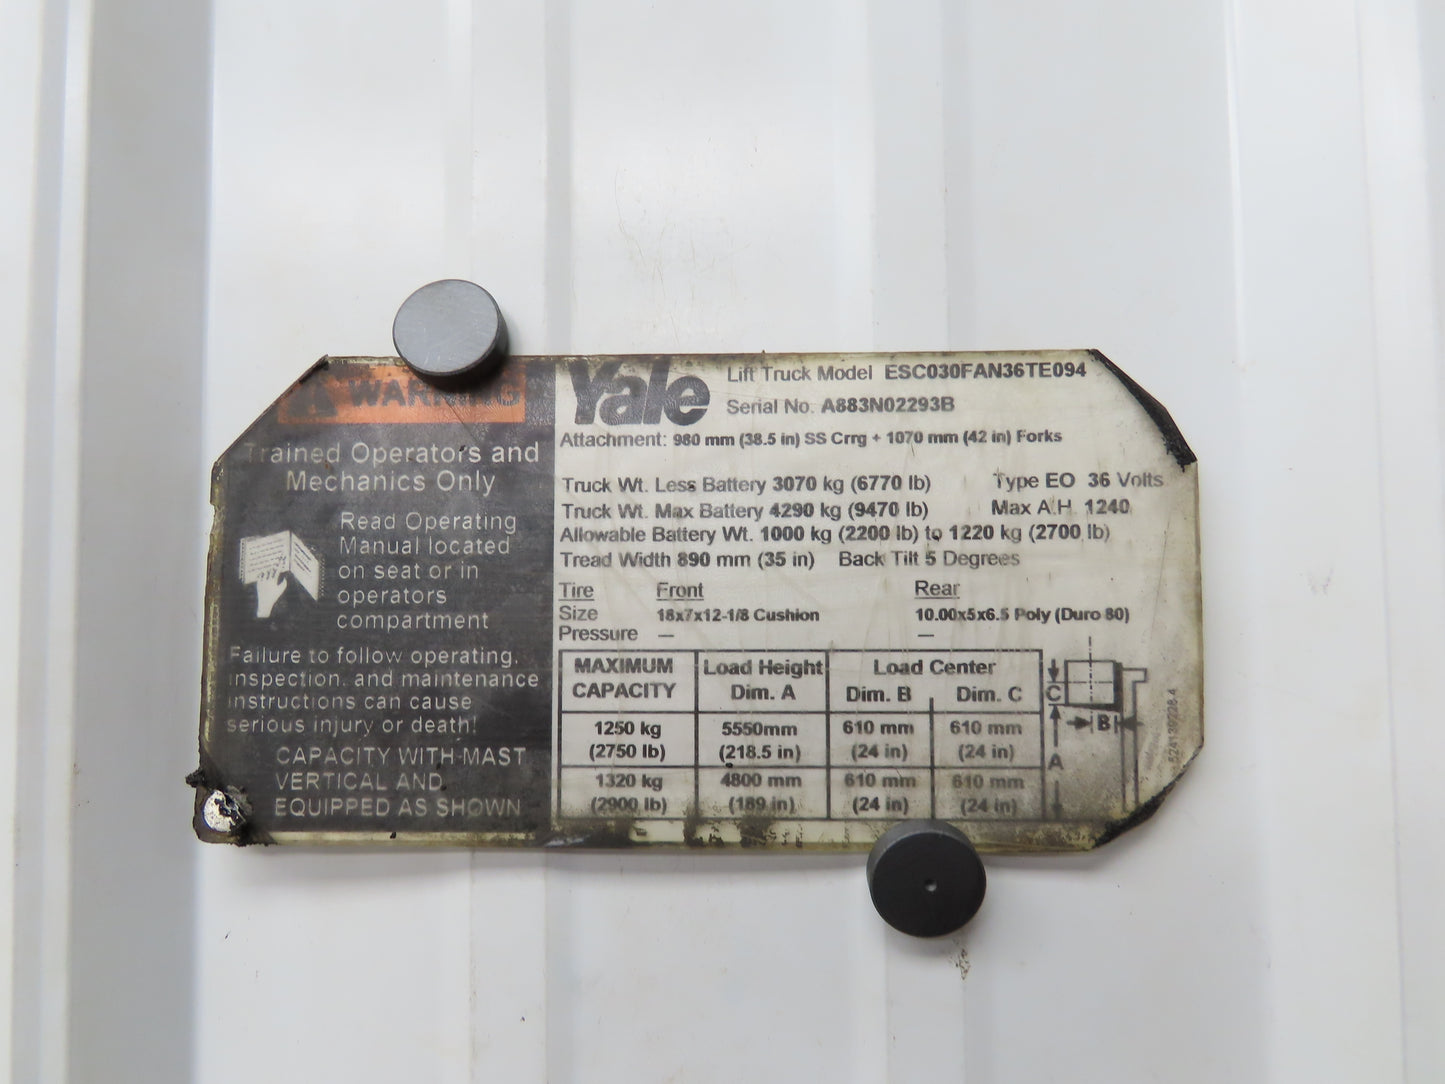 WARNING
Trained Operators and
Mechanics Only
Read Operating
Manual located
on seat or in
operators
compartment
Failure to follow operating,
inspection, and maintenance
instructions can cause
serious injury or death!
CAPACITY WITH MAST
VERTICAL AND
EQUIPPED AS SHOWN
Yale
Lift Truck Model ESC030FAN36TE094
Serial No. A883N02293B
Attachment: 980 mm (38.5 in) SS Crrg + 1070 mm (42 in) Forks
Truck Wt. Less Battery 3070 kg (6770 lb) Type EO 36 Volts
Truck Wt. Max Battery 4290 kg (9470 lb) Max A.H. 1240
Allowable Battery Wt. 1000 kg (2200 lb) to 1220 kg (2700 lb)
Tread Width 890 mm (35 in) Back Tilt 5 Degrees
Tire Front Rear
Size 18x7x12-1/8 Cushion 10.00x5x6.5 Poly (Duro 80)
Pressure — —
MAXIMUM CAPACITY Load Height Dim. A Load Center Dim. B Dim. C
1250 kg 5550mm 610 mm 610 mm
(2750 lb) (218.5 in) (24 in) (24 in)
1320 kg 4800 mm 610 mm 610 mm
(2900 lb) (189 in) (24 in) (24 in)
C
B
A